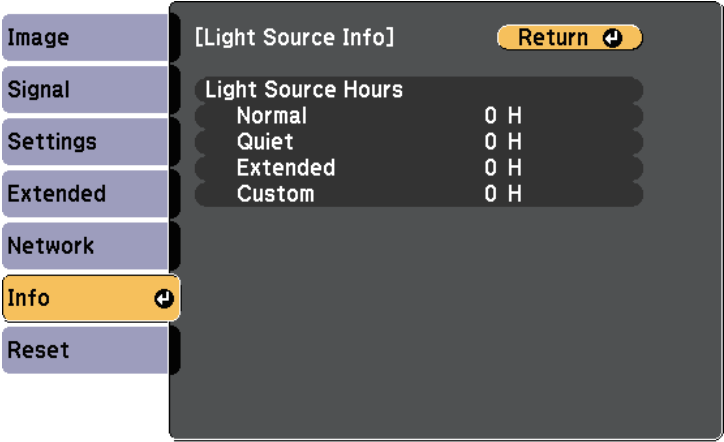 Image
Signal
Settings
Extended
Network
Info
Reset
[Light Source Info] Return
Light Source Hours
Normal 0 H
Quiet 0 H
Extended 0 H
Custom 0 H